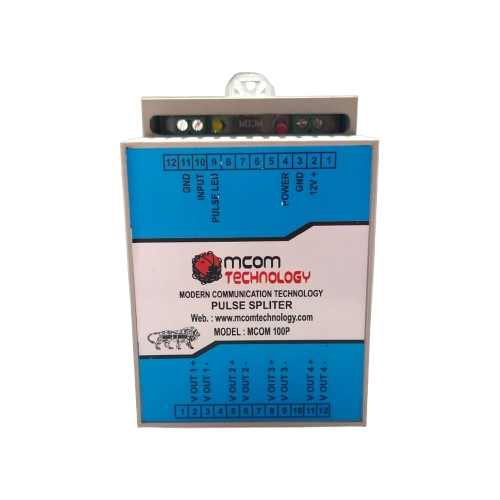 MCOM
12 11 10 9 8 7 6 5 4 3 2 1
GND
INPUT
PULSE LED
POWER
GND
12V +
mcom
TECHNOLOGY
MODERN COMMUNICATION TECHNOLOGY
PULSE SPLITER
Web. : www.mcomtechnology.com
MODEL : MCOM 100P
MAKE IN INDIA
V OUT 1 +
V OUT 1 -
V OUT 2 +
V OUT 2 -
V OUT 3 +
V OUT 3 -
V OUT 4 +
V OUT 4 -
1 2 3 4 5 6 7 8 9 10 11 12